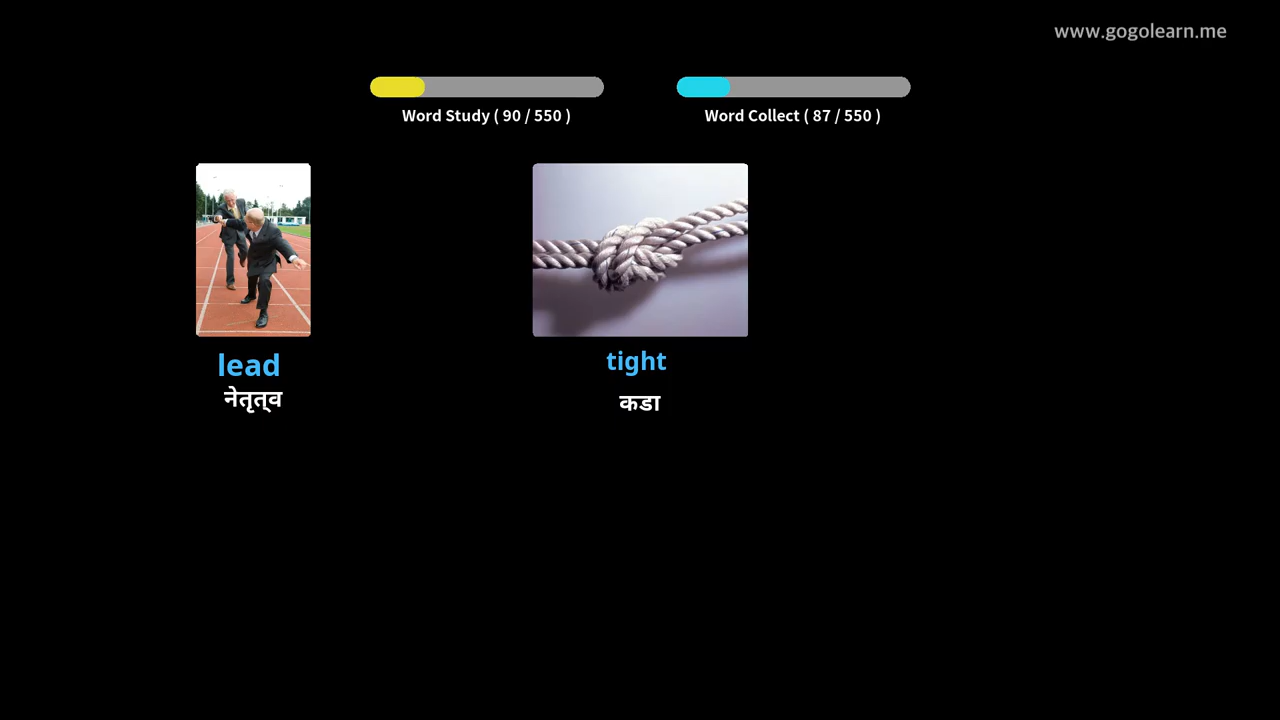 www.gogolearn.me
Word Study ( 90 / 550 )
Word Collect ( 87 / 550 )
lead
नेतृत्व
tight
कडा